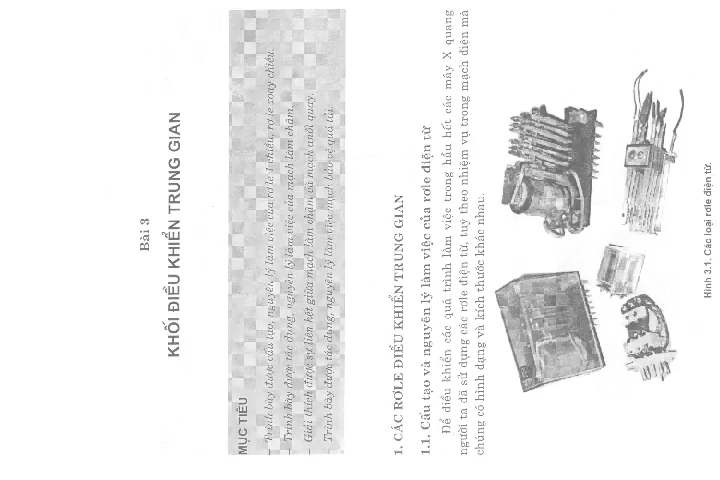 Bài 3
KHỐI ĐIỀU KHIỂN TRUNG GIAN
MỤC TIÊU
– Trình bày được cấu tạo, nguyên lý làm việc của rơle 1 chiều, rơle xoay chiều.
– Trình bày được tác dụng, nguyên lý làm việc của mạch làm chậm.
– Giải thích được sự liên kết giữa mạch làm chậm và mạch anốt quay.
– Trình bày được tác dụng, nguyên lý làm việc mạch bảo vệ quá tải.
1. CÁC RƠLE ĐIỀU KHIỂN TRUNG GIAN
1.1. Cấu tạo và nguyên lý làm việc của rơle điện từ
Để điều khiển các quá trình làm việc trong hầu hết các máy X quang
người ta đã sử dụng các rơle điện từ, tuỳ theo nhiệm vụ trong mạch điện mà
chúng có hình dạng và kích thước khác nhau.
Hình 3.1. Các loại rơle điện từ.